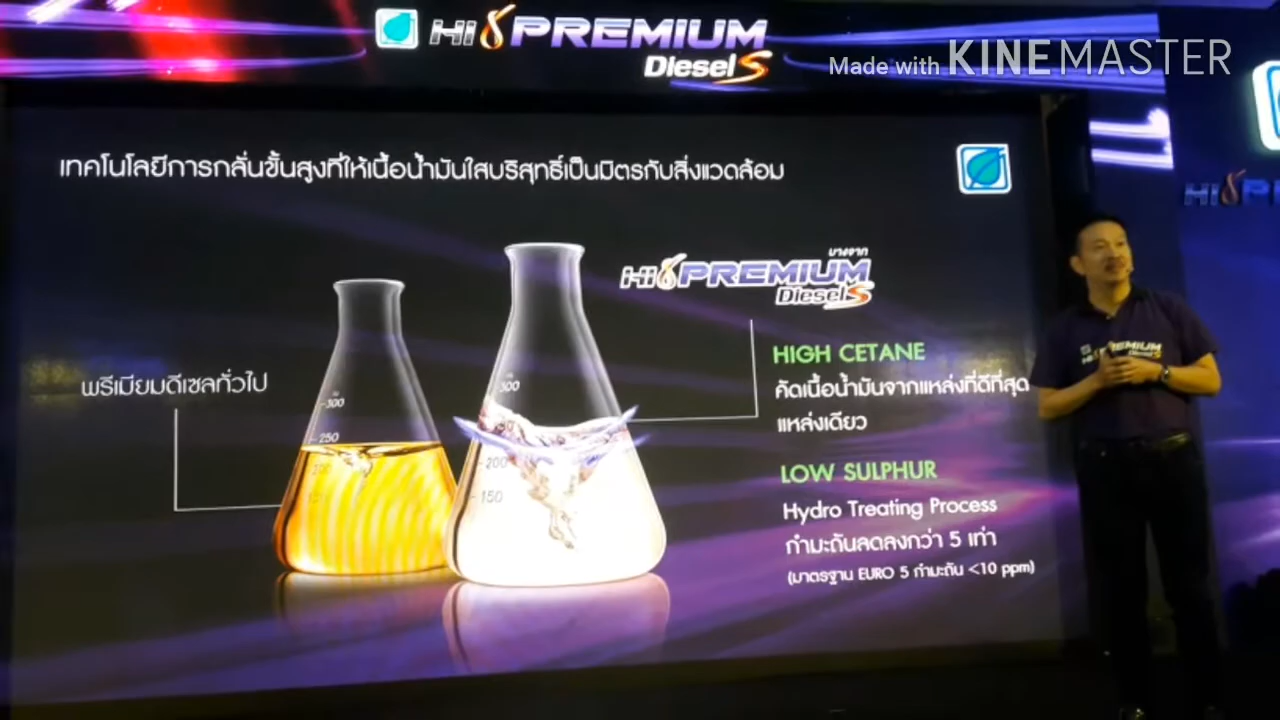 HI PREMIUM
Diesel S
Made with KINEMASTER
เทคโนโลยีการกลั่นขั้นสูงที่ให้เนื้อน้ำมันใสบริสุทธิ์เป็นมิตรกับสิ่งแวดล้อม
บางจาก
HI PREMIUM
Diesel S
HI P
พรีเมียมดีเซลทั่วไป
300
250
200
300
200
150
HIGH CETANE
คัดเนื้อน้ำมันจากแหล่งที่ดีที่สุด
แหล่งเดียว
LOW SULPHUR
Hydro Treating Process
กำมะถันลดลงกว่า 5 เท่า
(มาตรฐาน EURO 5 กำมะถัน <10 ppm)
PREMIUM
Diesel S